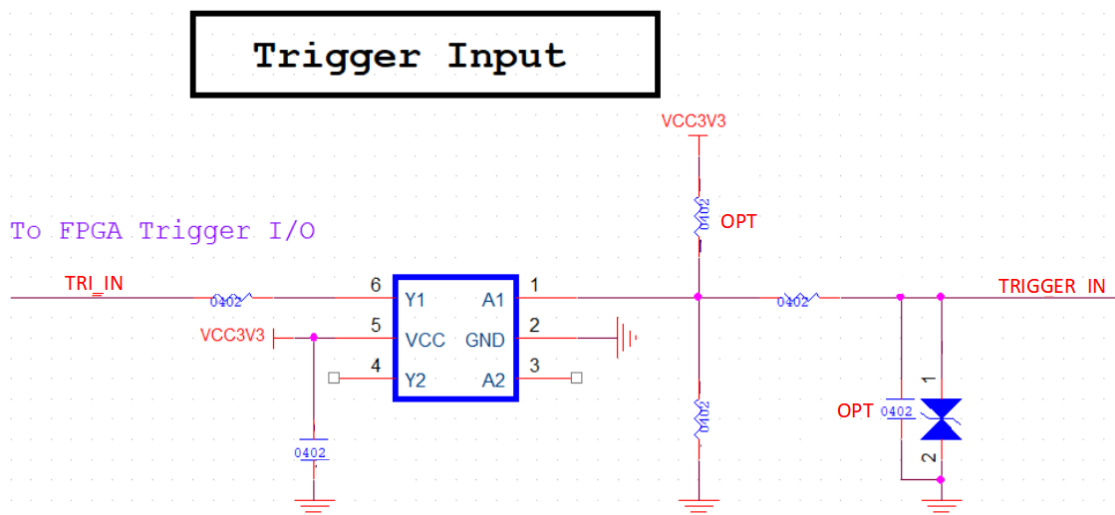 Trigger Input
VCC3V3
0402
OPT
To FPGA Trigger I/O
TRI_IN
0402
6
Y1
A1
1
0402
TRIGGER_IN
VCC3V3
5
VCC
GND
2
4
Y2
A2
3
0402
0402
OPT
0402
1
2